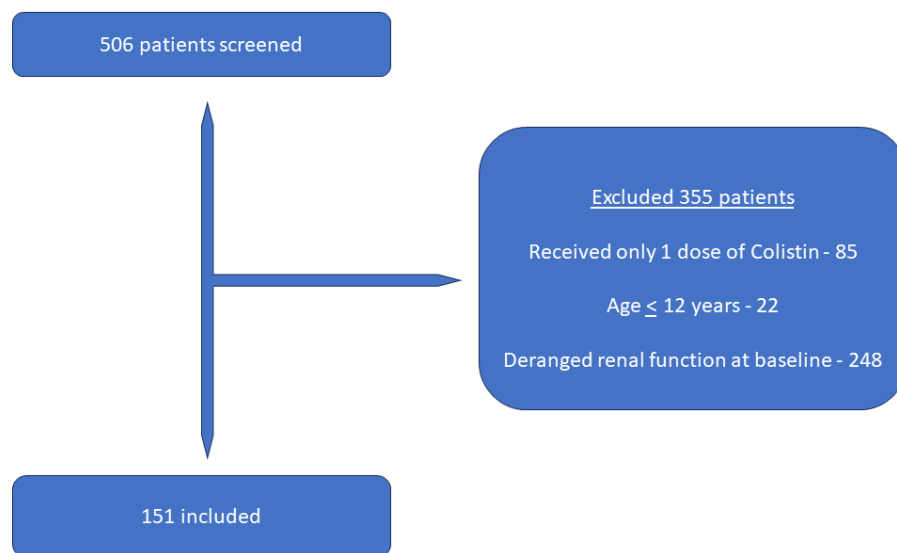 506 patients screened
Excluded 355 patients
Received only 1 dose of Colistin - 85
Age ≤ 12 years - 22
Deranged renal function at baseline - 248
151 included